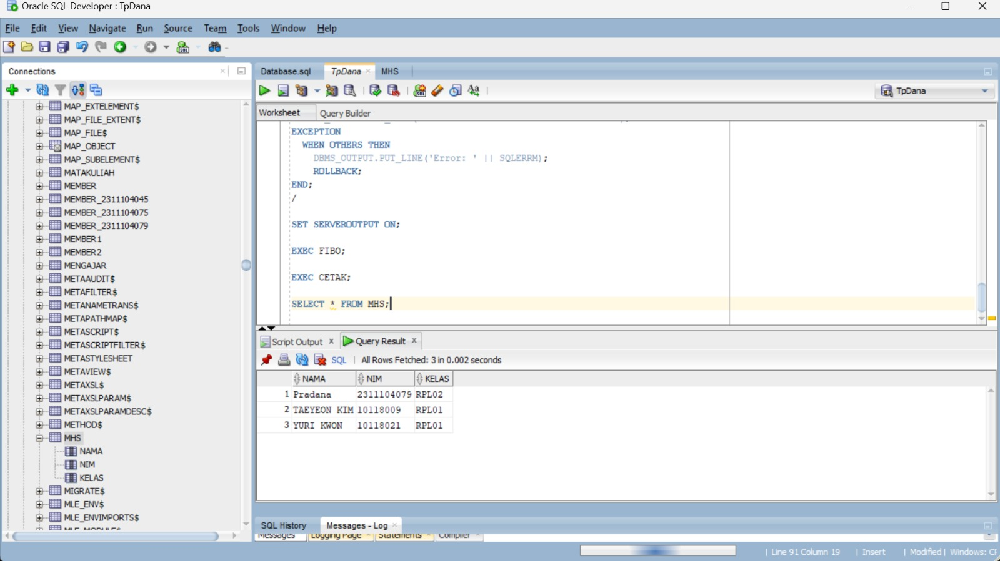 Oracle SQL Developer : TpDana
File Edit View Navigate Run Source Team Tools Window Help
Connections
MAP_EXTELEMENT$
MAP_FILE_EXTENT$
MAP_FILE$
MAP_OBJECT
MAP_SUBELEMENT$
MATAKULIAH
MEMBER
MEMBER_2311104045
MEMBER_2311104075
MEMBER_2311104079
MEMBER1
MEMBER2
MENGAJAR
METAAUDIT$
METAFILTER$
METANAMETRANS$
METAPATHMAP$
METASCRIPT$
METASCRIPTFILTER$
METASTYLESHEET
METAVIEW$
METAXSL$
METAXSLPARAM$
METAXSLPARAMDESC$
METHOD$
MHS
NAMA
NIM
KELAS
MIGRATE$
MLE_ENV$
MLE_ENVIMPORTS$
MLE_MODULE$
Database.sql TpDana MHS
TpDana
Worksheet Query Builder
EXCEPTION
WHEN OTHERS THEN
DBMS_OUTPUT.PUT_LINE('Error: ' || SQLERRM);
ROLLBACK;
END;
/
SET SERVEROUTPUT ON;
EXEC FIBO;
EXEC CETAK;
SELECT * FROM MHS;
Script Output x Query Result x
SQL | All Rows Fetched: 3 in 0.002 seconds
NAMA NIM KELAS
1 Pradana 2311104079 RPL02
2 TAEYEON KIM 10118009 RPL01
3 YURI KWON 10118021 RPL01
SQL History Messages - Log
Messages Logging Page Statements Compiler
| Line 91 Column 19 | Insert | Modified | Windows: CF